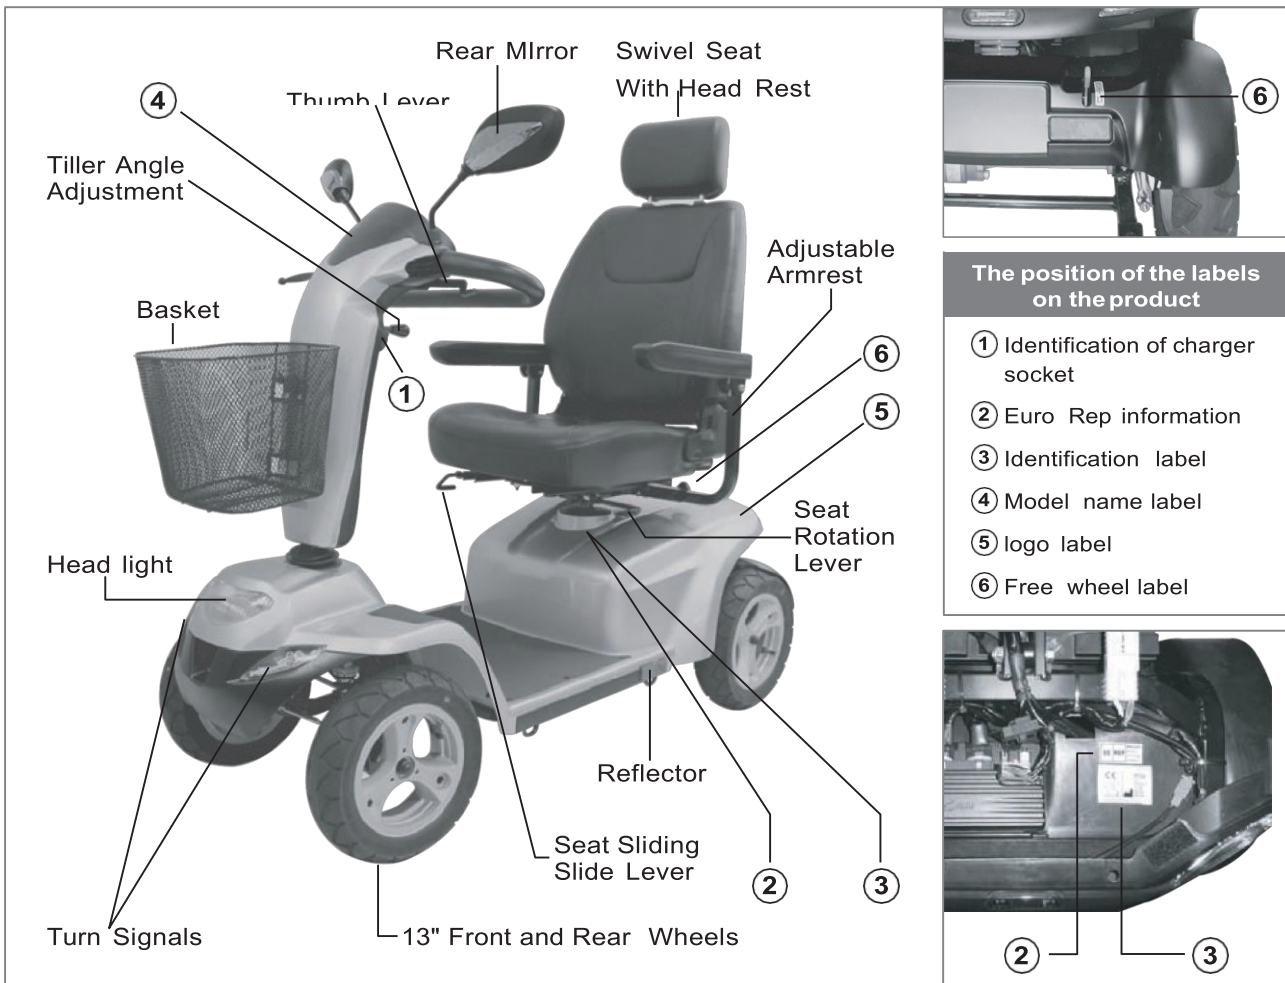 Rear MIrror
Swivel Seat
With Head Rest
4
Thumb Lever
6
Tiller Angle
Adjustment
Adjustable
Armrest
Basket
6
1
5
Seat
Rotation
Lever
Head light
Reflector
Seat Sliding
Slide Lever
2
3
Turn Signals
13" Front and Rear Wheels
The position of the labels
on the product
1 Identification of charger
socket
2 Euro Rep information
3 Identification label
4 Model name label
5 logo label
6 Free wheel label
CE
2
3